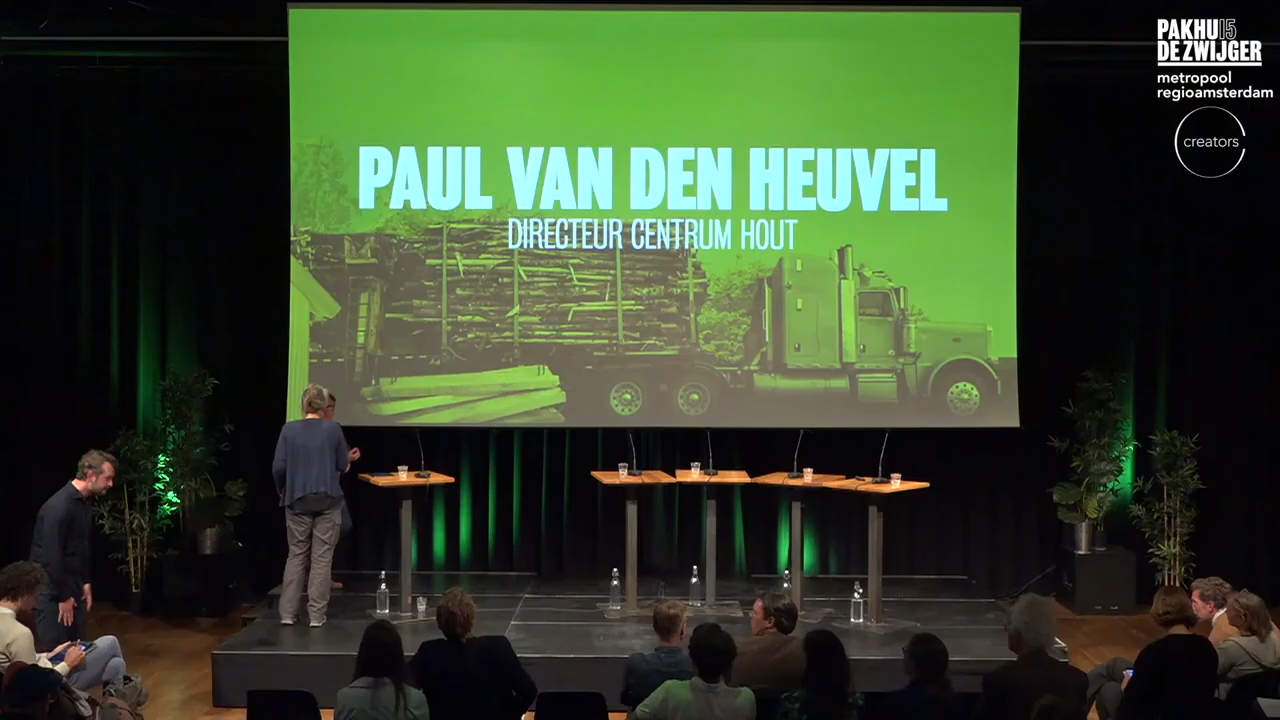 PAKHU15
DE ZWIJGER
metropool
regioamsterdam
creators
PAUL VAN DEN HEUVEL
DIRECTEUR CENTRUM HOUT